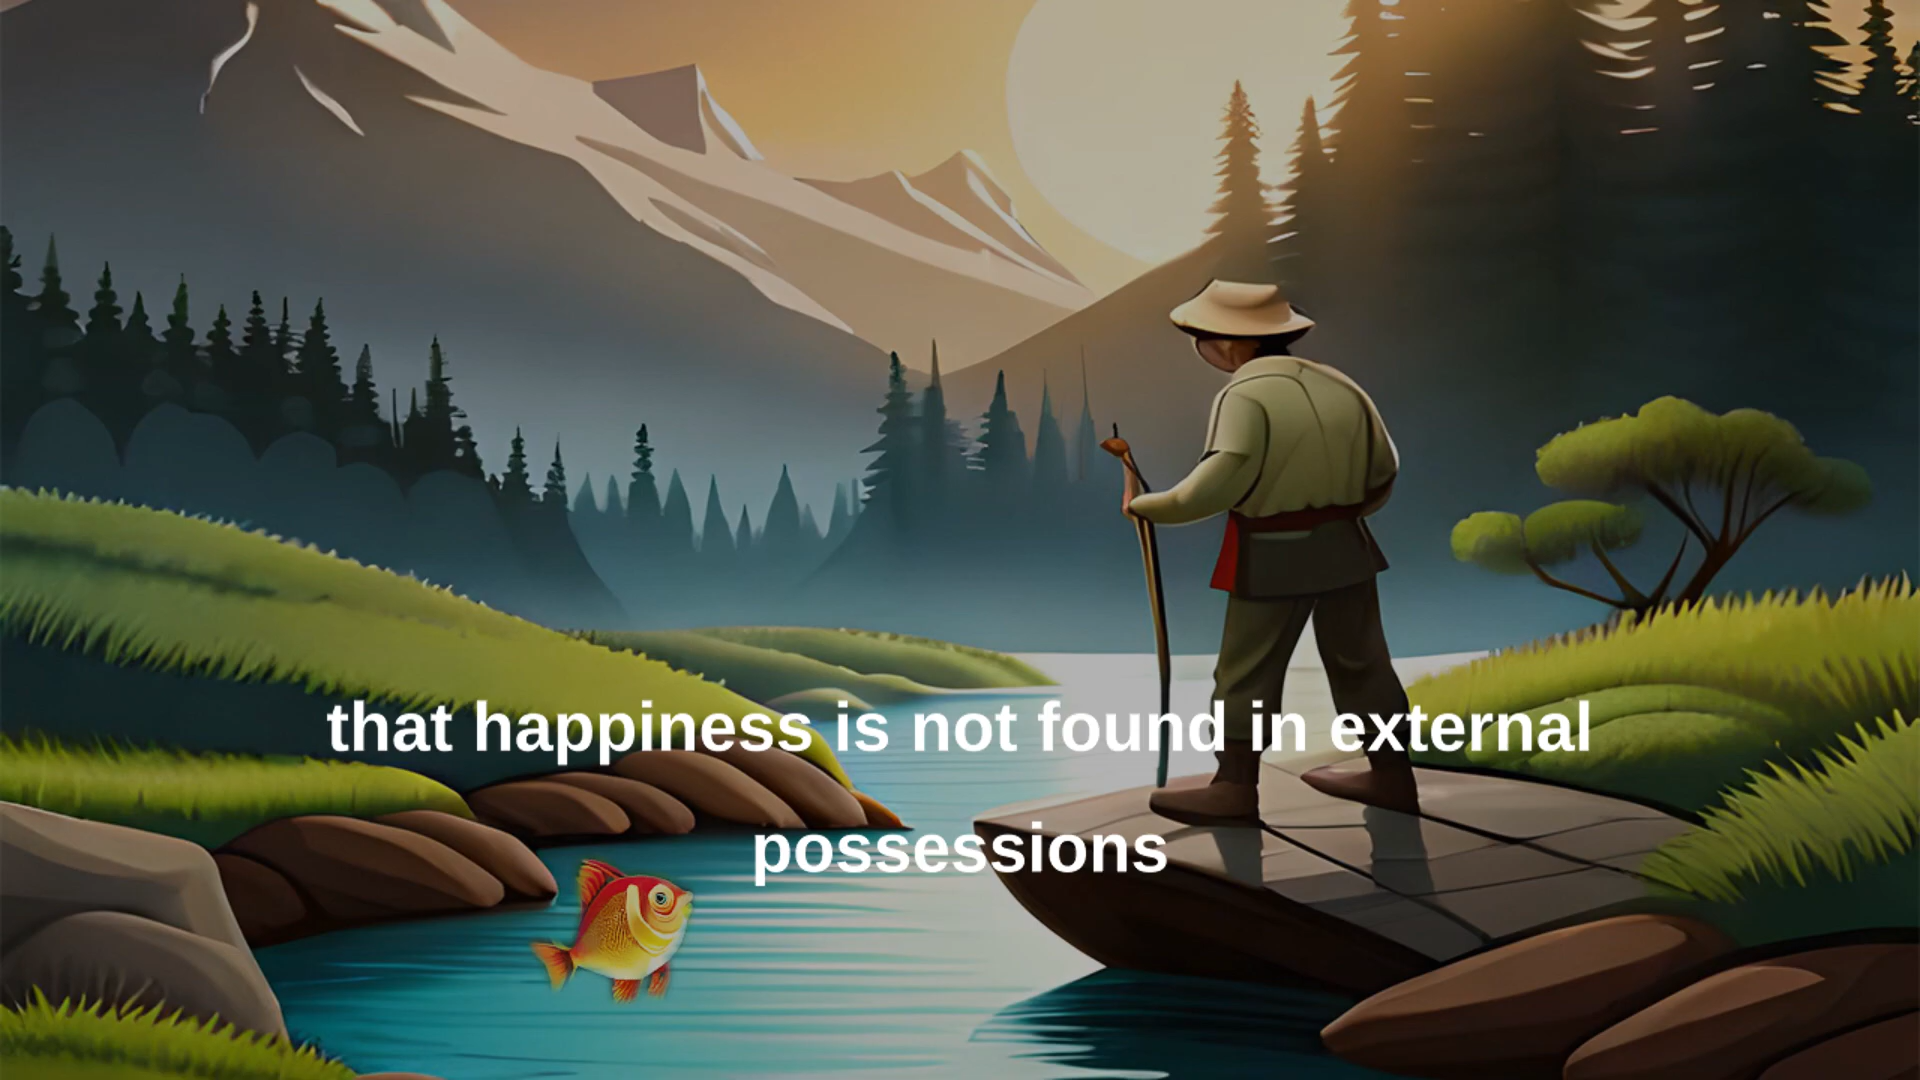 that happiness is not found in external
possessions